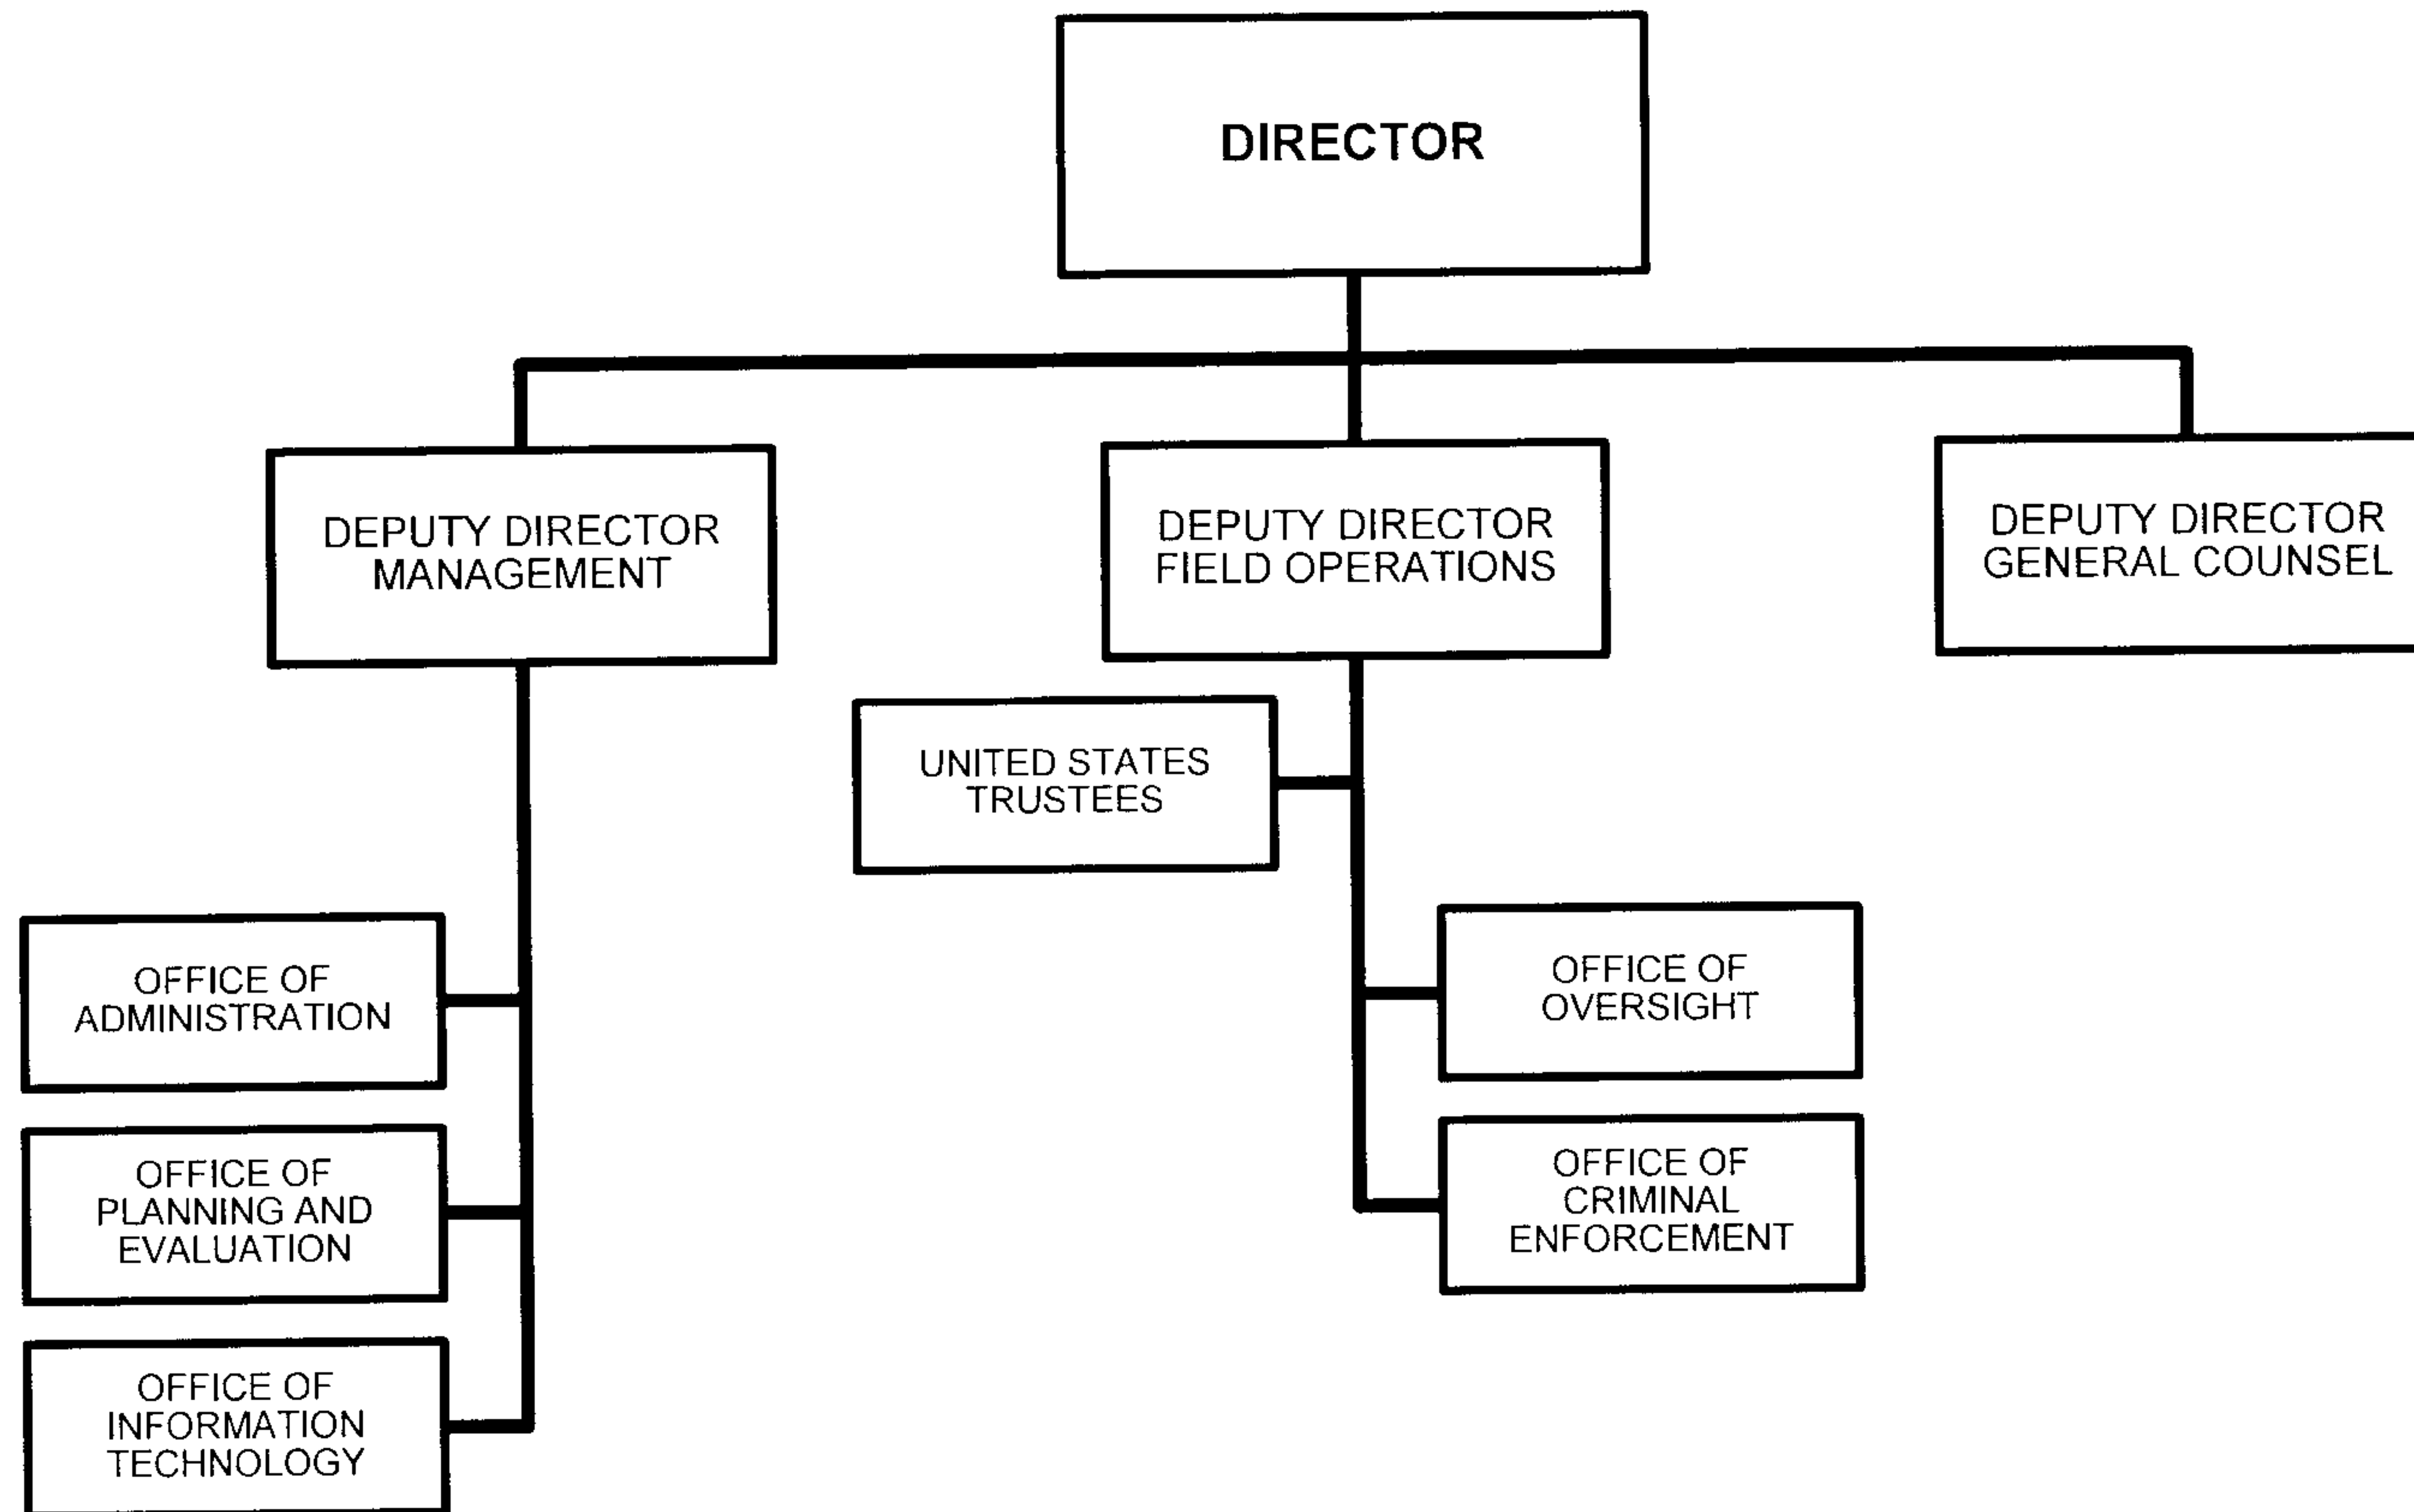 DIRECTOR
DEPUTY DIRECTOR
MANAGEMENT
DEPUTY DIRECTOR
FIELD OPERATIONS
DEPUTY DIRECTOR
GENERAL COUNSEL
UNITED STATES
TRUSTEES
OFFICE OF
ADMINISTRATION
OFFICE OF
OVERSIGHT
OFFICE OF
PLANNING AND
EVALUATION
OFFICE OF
CRIMINAL
ENFORCEMENT
OFFICE OF
INFORMATION
TECHNOLOGY